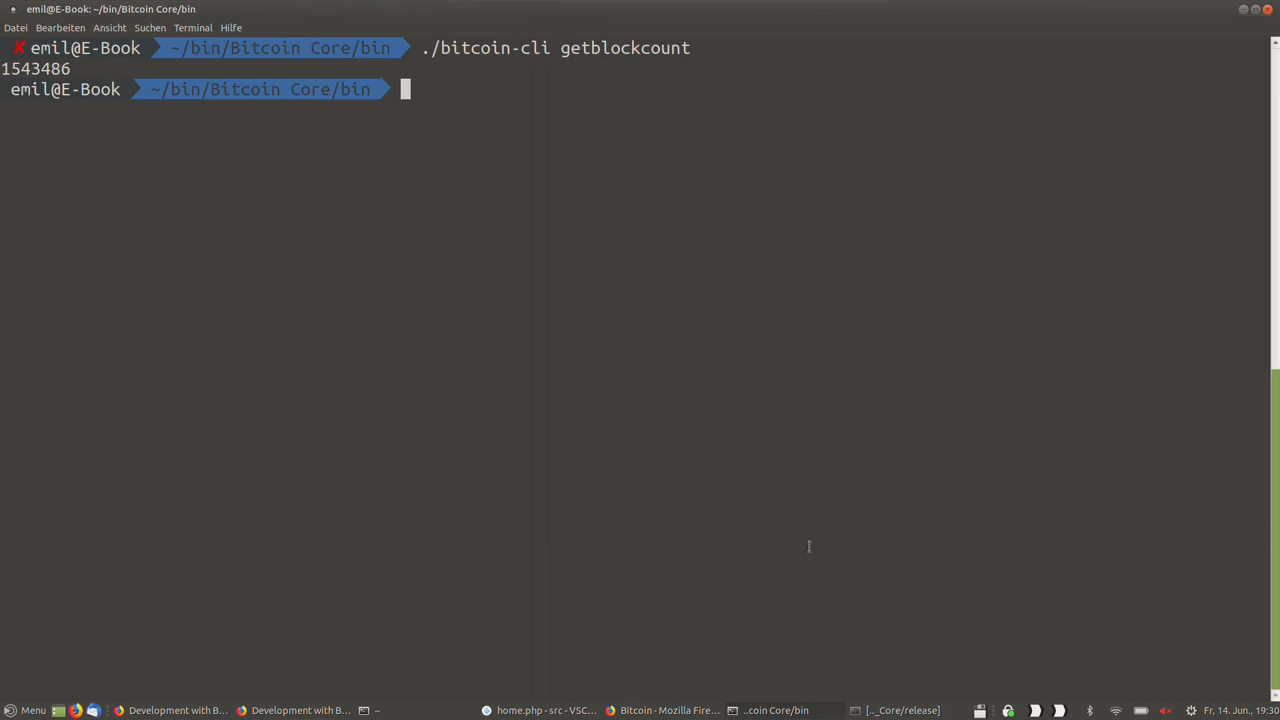 emil@E-Book: ~/bin/Bitcoin Core/bin
Datei Bearbeiten Ansicht Suchen Terminal Hilfe
✘ emil@E-Book ~/bin/Bitcoin Core/bin ./bitcoin-cli getblockcount
1543486
emil@E-Book ~/bin/Bitcoin Core/bin
Menu Development with B... Development with B... ~ home.php - src - VSC... Bitcoin - Mozilla Fire... ..coin Core/bin [.._Core/release] Fr, 14. Jun., 19:30